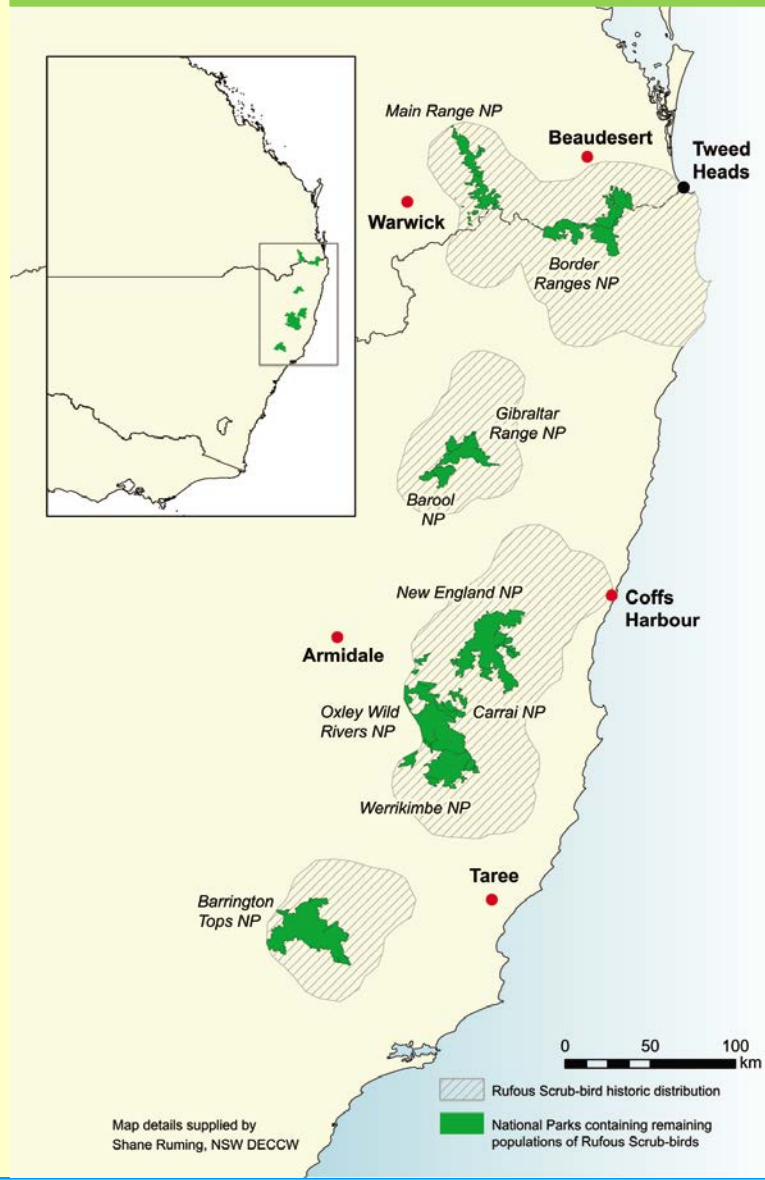 Main Range NP
Beaudesert
Tweed
Heads
Warwick
Border
Ranges NP
Gibraltar
Range NP
Barool
NP
New England NP
Coffs
Harbour
Armidale
Oxley Wild
Rivers NP
Carrai NP
Werrikimbe NP
Taree
Barrington
Tops NP
0 50 100
km
Rufous Scrub-bird historic distribution
National Parks containing remaining
populations of Rufous Scrub-birds
Map details supplied by
Shane Ruming, NSW DECCW